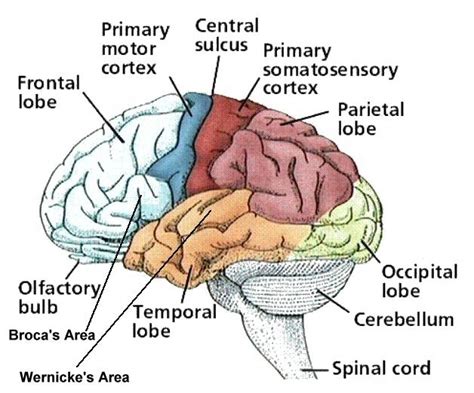 Primary
motor
cortex
Central
sulcus
Primary
somatosensory
cortex
Frontal
lobe
Parietal
lobe
Olfactory
bulb
Broca's Area
Temporal
lobe
Wernicke's Area
Occipital
lobe
Cerebellum
Spinal cord